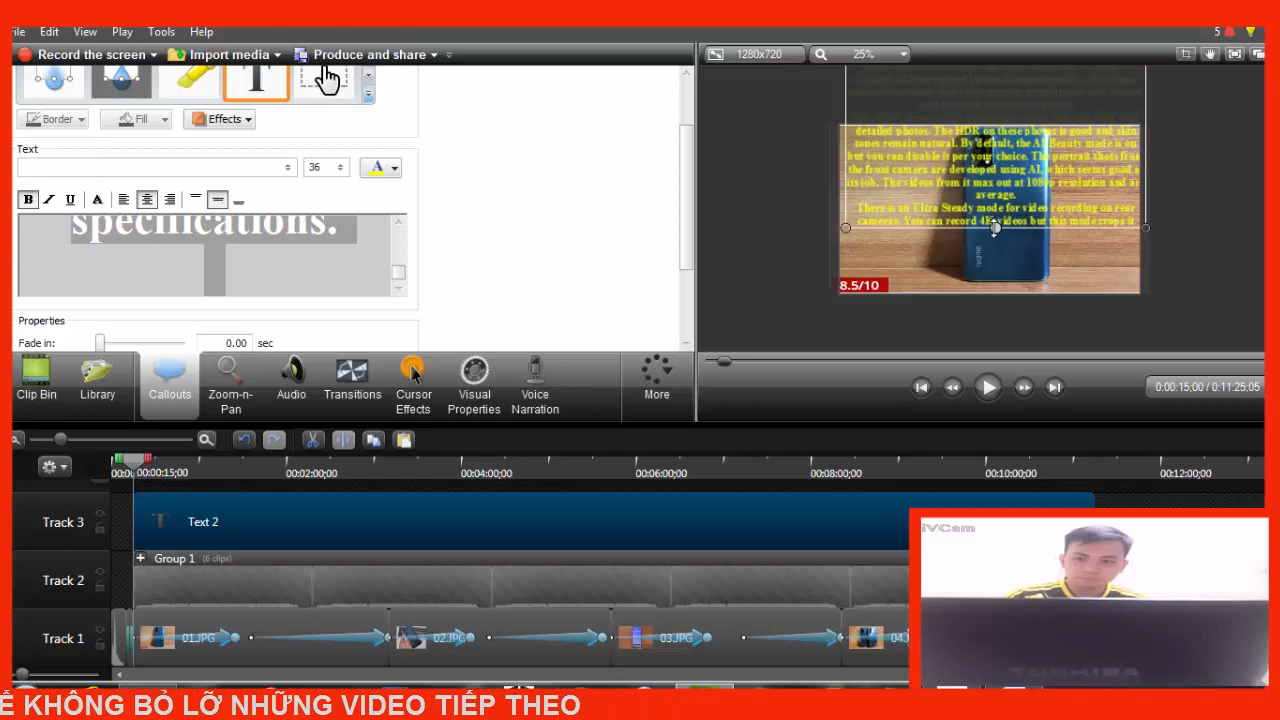 ile Edit View Play Tools Help 5
Record the screen Import media Produce and share 1280x720 25%
T
Border Fill Effects
Text
36 A
B I U A
specifications.
Properties
Fade in: 0.00 sec
detailed photos. The HDR on these photos is good and skin
tones remain natural. By default, the AI Beauty mode is on
but you can disable it per your choice. The portrait shots from
the front camera are developed using AI, which seems good a
its job. The videos from it max out at 1080p resolution and ar
average.
There is an Ultra Steady mode for video recording on rear
cameras. You can record 4K videos but this mode crops it
realme
8.5/10
Clip Bin Library Callouts Zoom-n-Pan Audio Transitions Cursor Effects Visual Properties Voice Narration More
0:00:15;00 / 0:11:25;05
00:0 00:00:15;00 00:02:00;00 00:04:00;00 00:06:00;00 00:08:00;00 00:10:00;00 00:12:00;00
Track 3 T Text 2
Group 1 (6 clips)
Track 2
Track 1 01.JPG 02.JPG 03.JPG 04.J
iVCam
TOSHIBA
Ể KHÔNG BỎ LỠ NHỮNG VIDEO TIẾP THEO